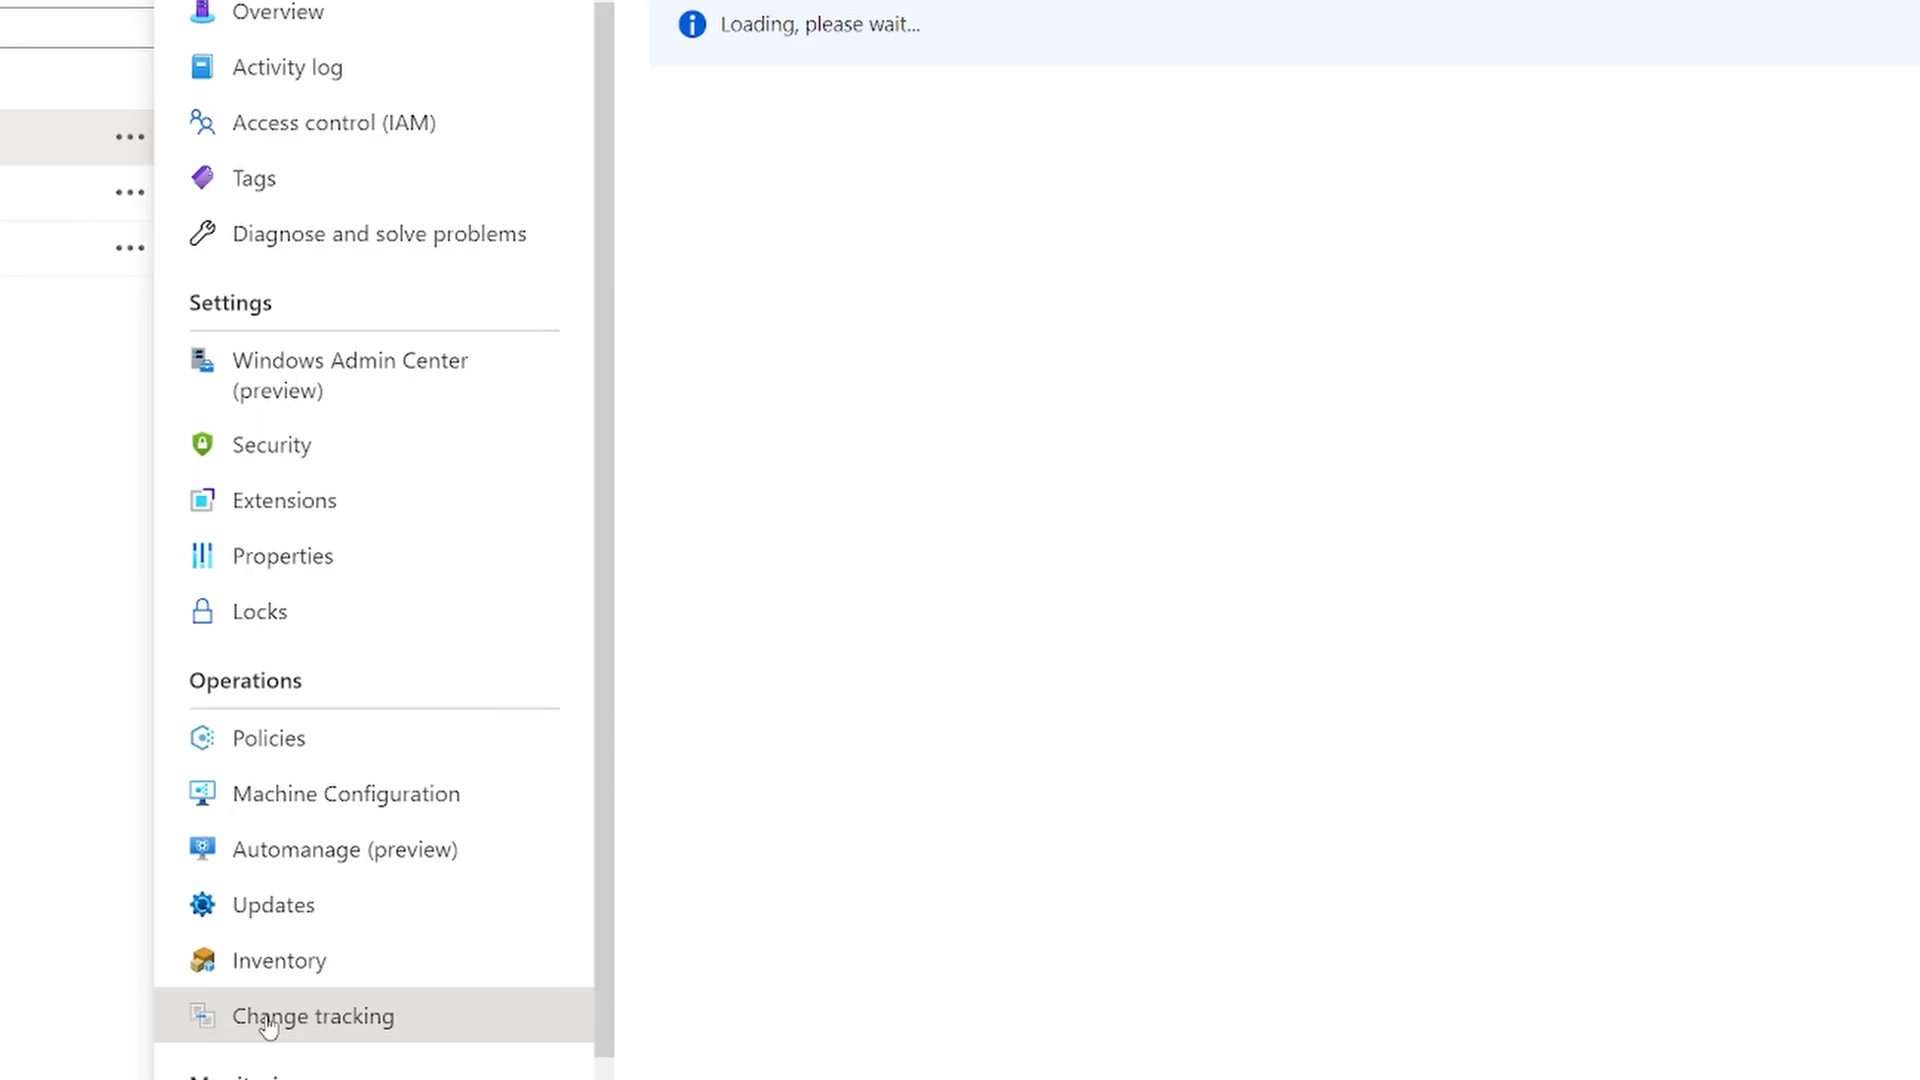 Overview
Loading, please wait...
Activity log
Access control (IAM)
Tags
Diagnose and solve problems
Settings
Windows Admin Center
(preview)
Security
Extensions
Properties
Locks
Operations
Policies
Machine Configuration
Automanage (preview)
Updates
Inventory
Change tracking